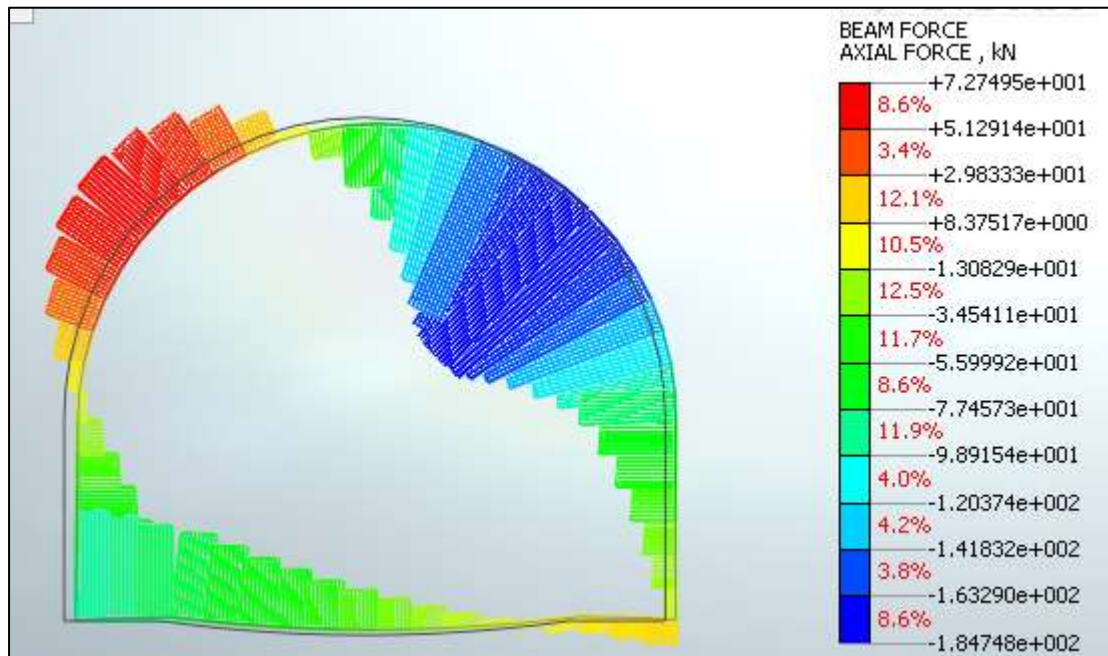 BEAM FORCE
AXIAL FORCE , kN
+7.27495e+001
8.6%
+5.12914e+001
3.4%
+2.98333e+001
12.1%
+8.37517e+000
10.5%
-1.30829e+001
12.5%
-3.45411e+001
11.7%
-5.59992e+001
8.6%
-7.74573e+001
11.9%
-9.89154e+001
4.0%
-1.20374e+002
4.2%
-1.41832e+002
3.8%
-1.63290e+002
8.6%
-1.84748e+002